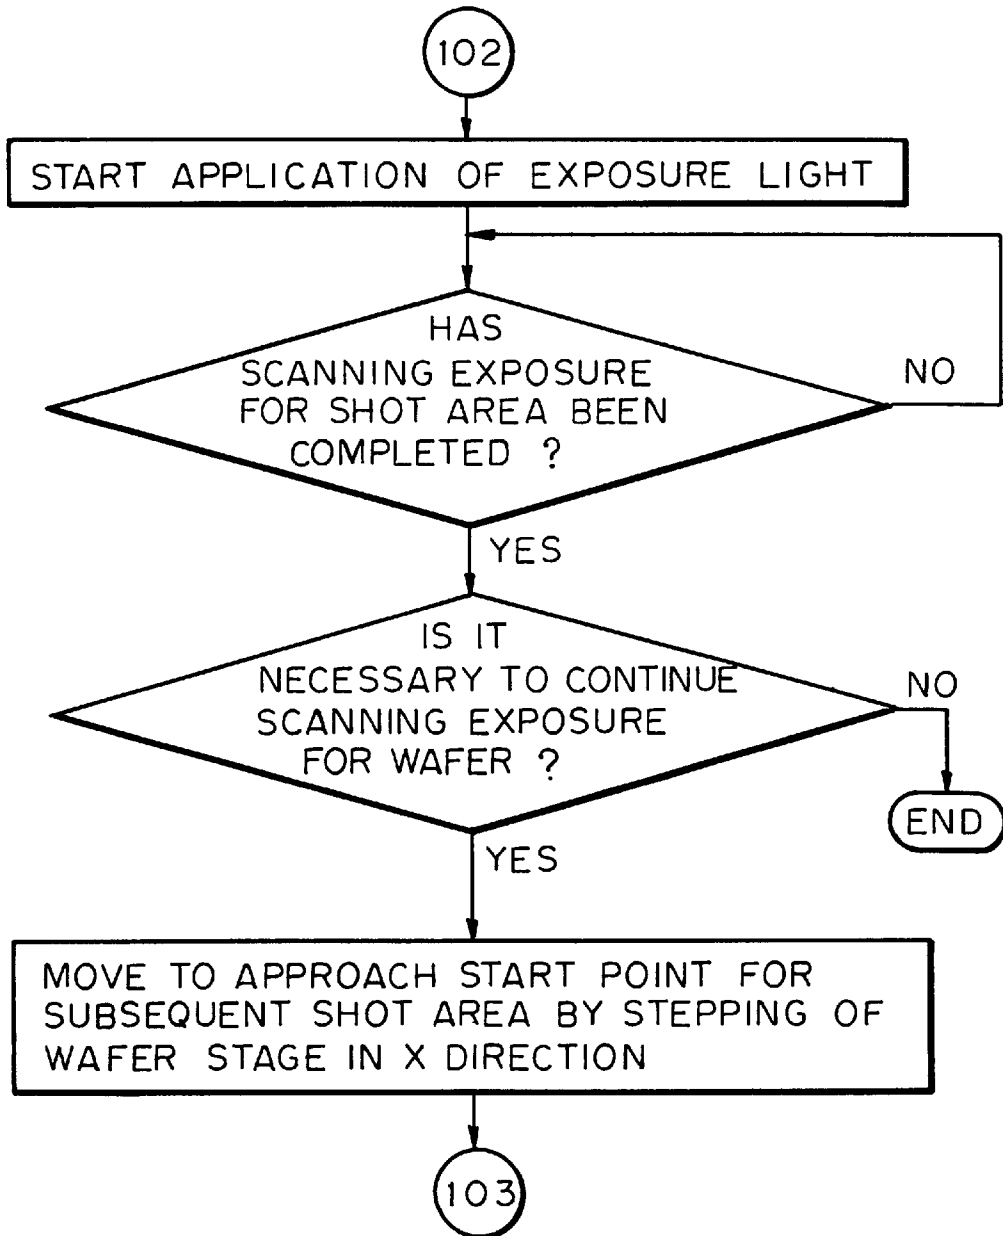 102
START APPLICATION OF EXPOSURE LIGHT
HAS
SCANNING EXPOSURE
FOR SHOT AREA BEEN
COMPLETED ?
NO
YES
IS IT
NECESSARY TO CONTINUE
SCANNING EXPOSURE
FOR WAFER ?
NO
END
YES
MOVE TO APPROACH START POINT FOR
SUBSEQUENT SHOT AREA BY STEPPING OF
WAFER STAGE IN X DIRECTION
103